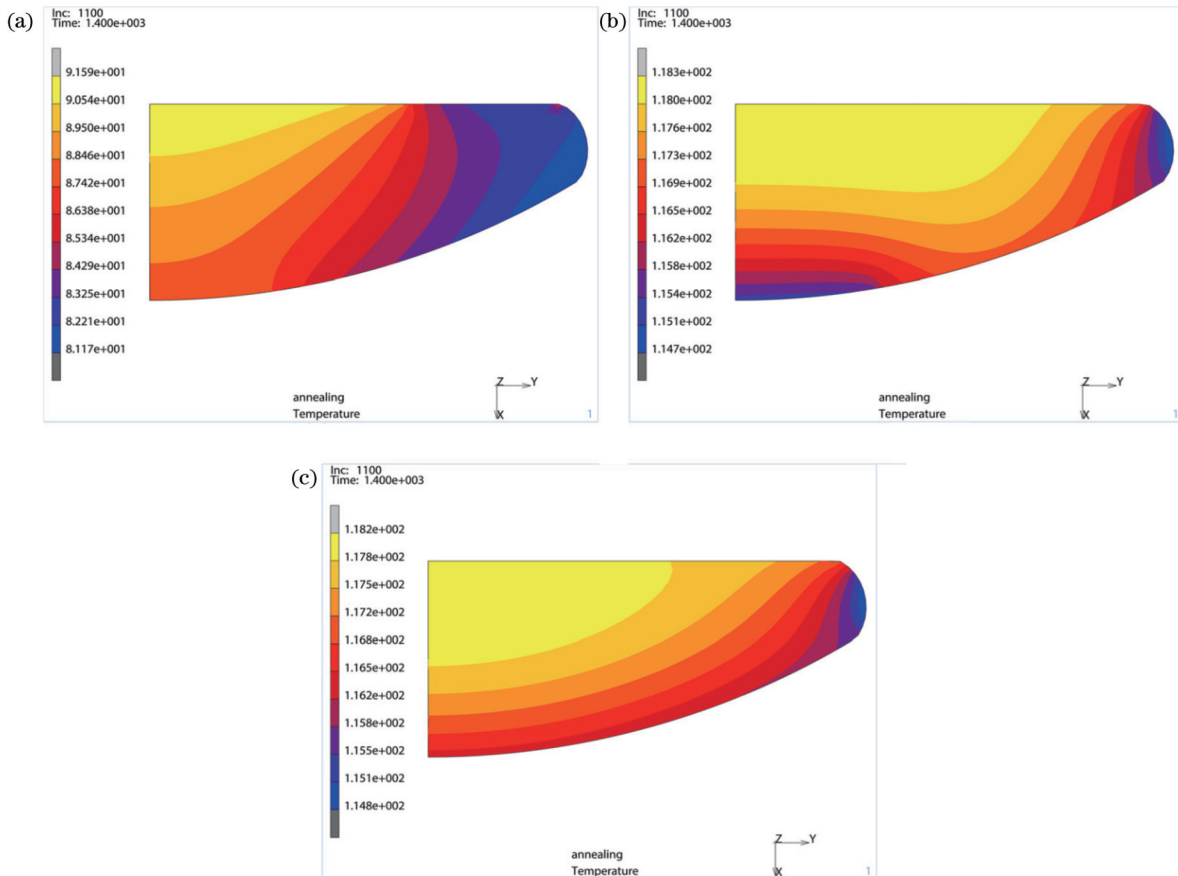 (a)
Inc: 1100
Time: 1.400e+003
9.159e+001
9.054e+001
8.950e+001
8.846e+001
8.742e+001
8.638e+001
8.534e+001
8.429e+001
8.325e+001
8.221e+001
8.117e+001
Z Y
X
annealing
Temperature
1
(b)
Inc: 1100
Time: 1.400e+003
1.183e+002
1.180e+002
1.176e+002
1.173e+002
1.169e+002
1.165e+002
1.162e+002
1.158e+002
1.154e+002
1.151e+002
1.147e+002
Z Y
X
annealing
Temperature
1
(c)
Inc: 1100
Time: 1.400e+003
1.182e+002
1.178e+002
1.175e+002
1.172e+002
1.168e+002
1.165e+002
1.162e+002
1.158e+002
1.155e+002
1.151e+002
1.148e+002
Z Y
X
annealing
Temperature
1